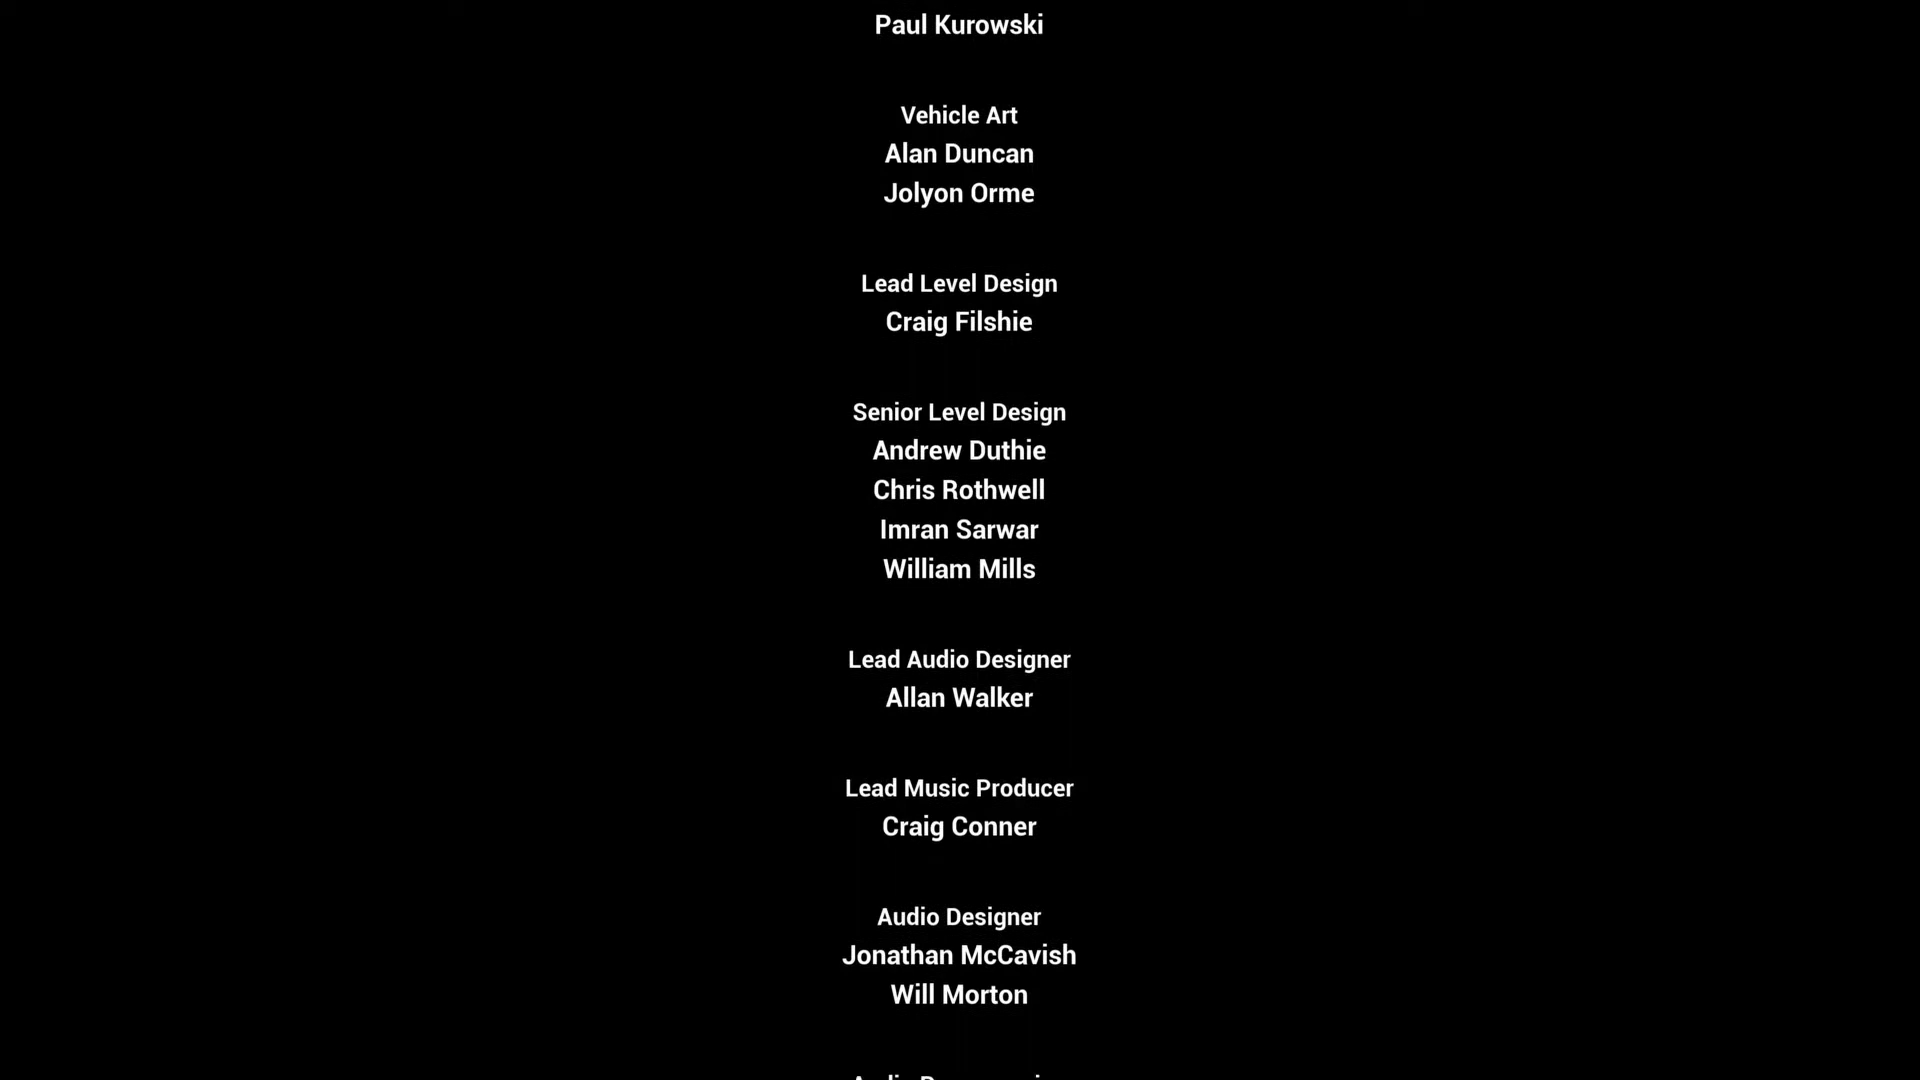 Paul Kurowski
Vehicle Art
Alan Duncan
Jolyon Orme
Lead Level Design
Craig Filshie
Senior Level Design
Andrew Duthie
Chris Rothwell
Imran Sarwar
William Mills
Lead Audio Designer
Allan Walker
Lead Music Producer
Craig Conner
Audio Designer
Jonathan McCavish
Will Morton